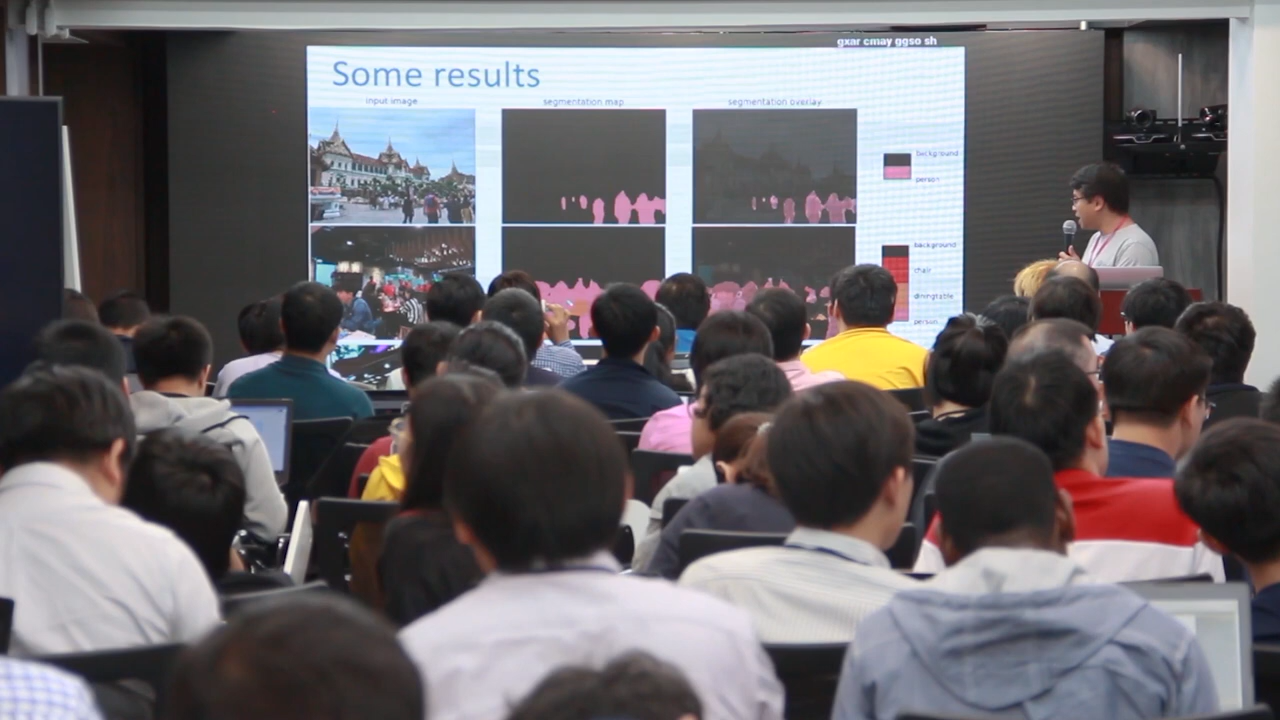 gxar cmay ggso sh
Some results
input image
segmentation map
segmentation overlay
background
person
background
chair
diningtable
person